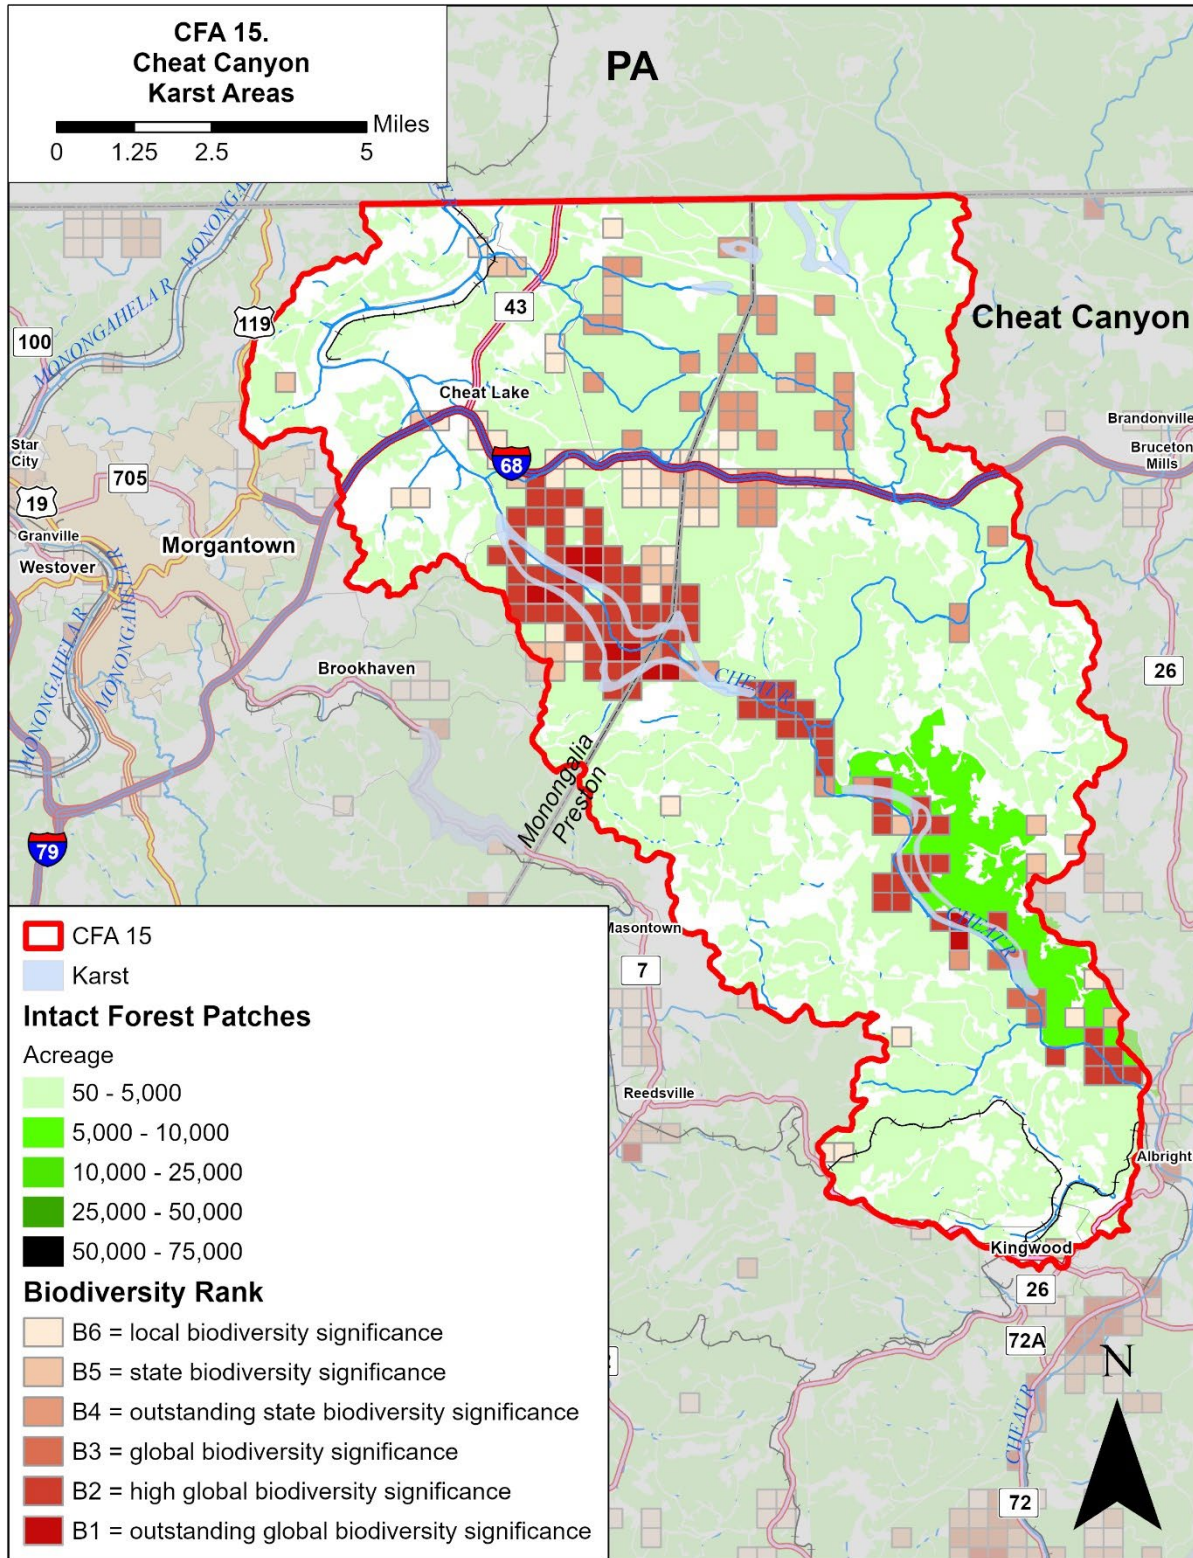 CFA 15.
Cheat Canyon
Karst Areas
Miles
0 1.25 2.5 5
PA
MONONGAHELA R
119
43
100
Cheat Canyon
MONONGAHELA R
Cheat Lake
Brandonville
Bruceton
Mills
Star
City
705
68
19
Granville
Morgantown
Westover
MONONGAHELA R
MONONGAHELA R
Brookhaven
26
CHEAT R
Monongalia
Preston
79
CHEAT R
Masontown
7
Reedsville
Albright
Kingwood
26
72A
CHEAT R
72
N
CFA 15
Karst
Intact Forest Patches
Acreage
50 - 5,000
5,000 - 10,000
10,000 - 25,000
25,000 - 50,000
50,000 - 75,000
Biodiversity Rank
B6 = local biodiversity significance
B5 = state biodiversity significance
B4 = outstanding state biodiversity significance
B3 = global biodiversity significance
B2 = high global biodiversity significance
B1 = outstanding global biodiversity significance